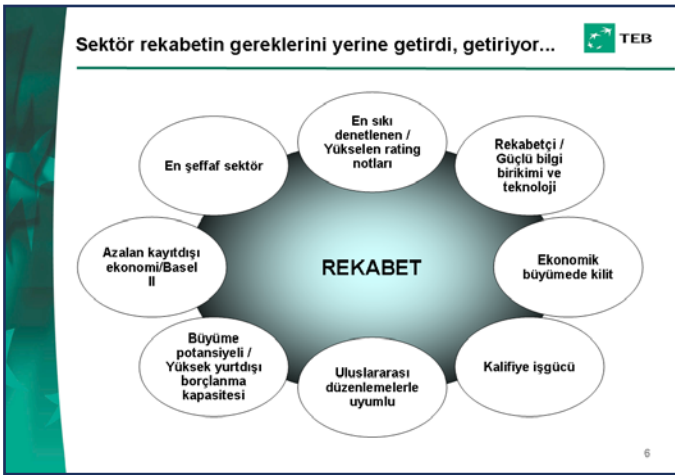 Sektör rekabetin gereklerini yerine getirdi, getiriyor...
TEB
En sıkı
denetlenen /
Yükselen rating
notları
Rekabetçi /
Güçlü bilgi
birikimi ve
teknoloji
En şeffaf sektör
Azalan kayıtdışı
ekonomi/Basel
II
REKABET
Ekonomik
büyümede kilit
Büyüme
potansiyeli /
Yüksek yurtdışı
borçlanma
kapasitesi
Uluslararası
düzenlemelerle
uyumlu
Kalifiye işgücü
6